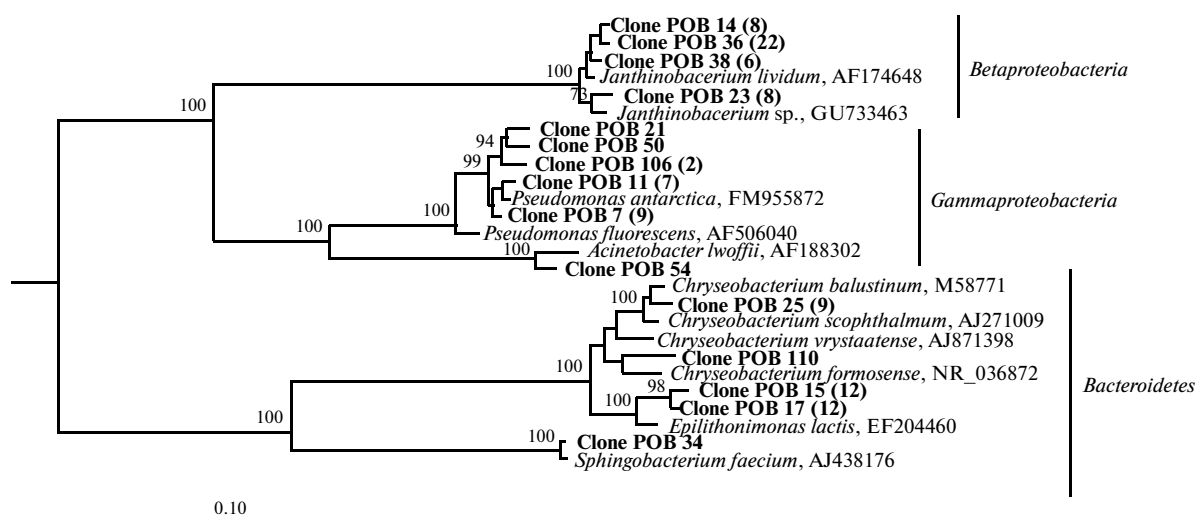 Clone POB 14 (8)
Clone POB 36 (22)
Clone POB 38 (6)
100
Janthinobacerium lividum, AF174648
Betaproteobacteria
73
Clone POB 23 (8)
100
Janthinobacerium sp., GU733463
Clone POB 21
94
Clone POB 50
99
Clone POB 106 (2)
Clone POB 11 (7)
Pseudomonas antarctica, FM955872
Gammaproteobacteria
100
Clone POB 7 (9)
100
Pseudomonas fluorescens, AF506040
100
Acinetobacter lwoffii, AF188302
Clone POB 54
Chryseobacterium balustinum, M58771
100
Clone POB 25 (9)
Chryseobacterium scophthalmum, AJ271009
Chryseobacterium vrystaatense, AJ871398
Clone POB 110
100
Chryseobacterium formosense, NR_036872
Bacteroidetes
98
Clone POB 15 (12)
100
Clone POB 17 (12)
100
Epilithonimonas lactis, EF204460
100
Clone POB 34
Sphingobacterium faecium, AJ438176
0.10